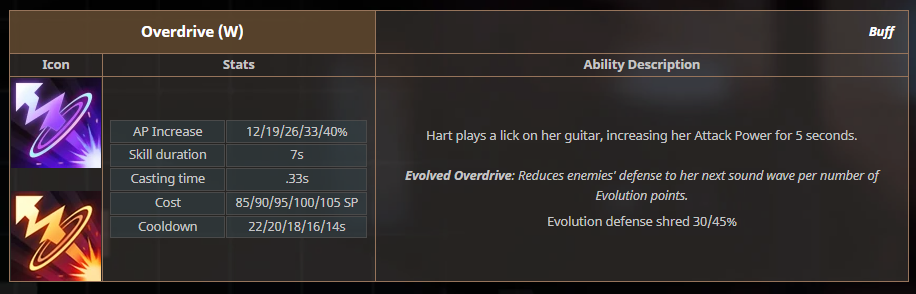 Overdrive (W)
Buff
Icon
Stats
Ability Description
AP Increase
12/19/26/33/40%
Skill duration
7s
Casting time
.33s
Cost
85/90/95/100/105 SP
Cooldown
22/20/18/16/14s
Hart plays a lick on her guitar, increasing her Attack Power for 5 seconds.
Evolved Overdrive: Reduces enemies' defense to her next sound wave per number of
Evolution points.
Evolution defense shred 30/45%